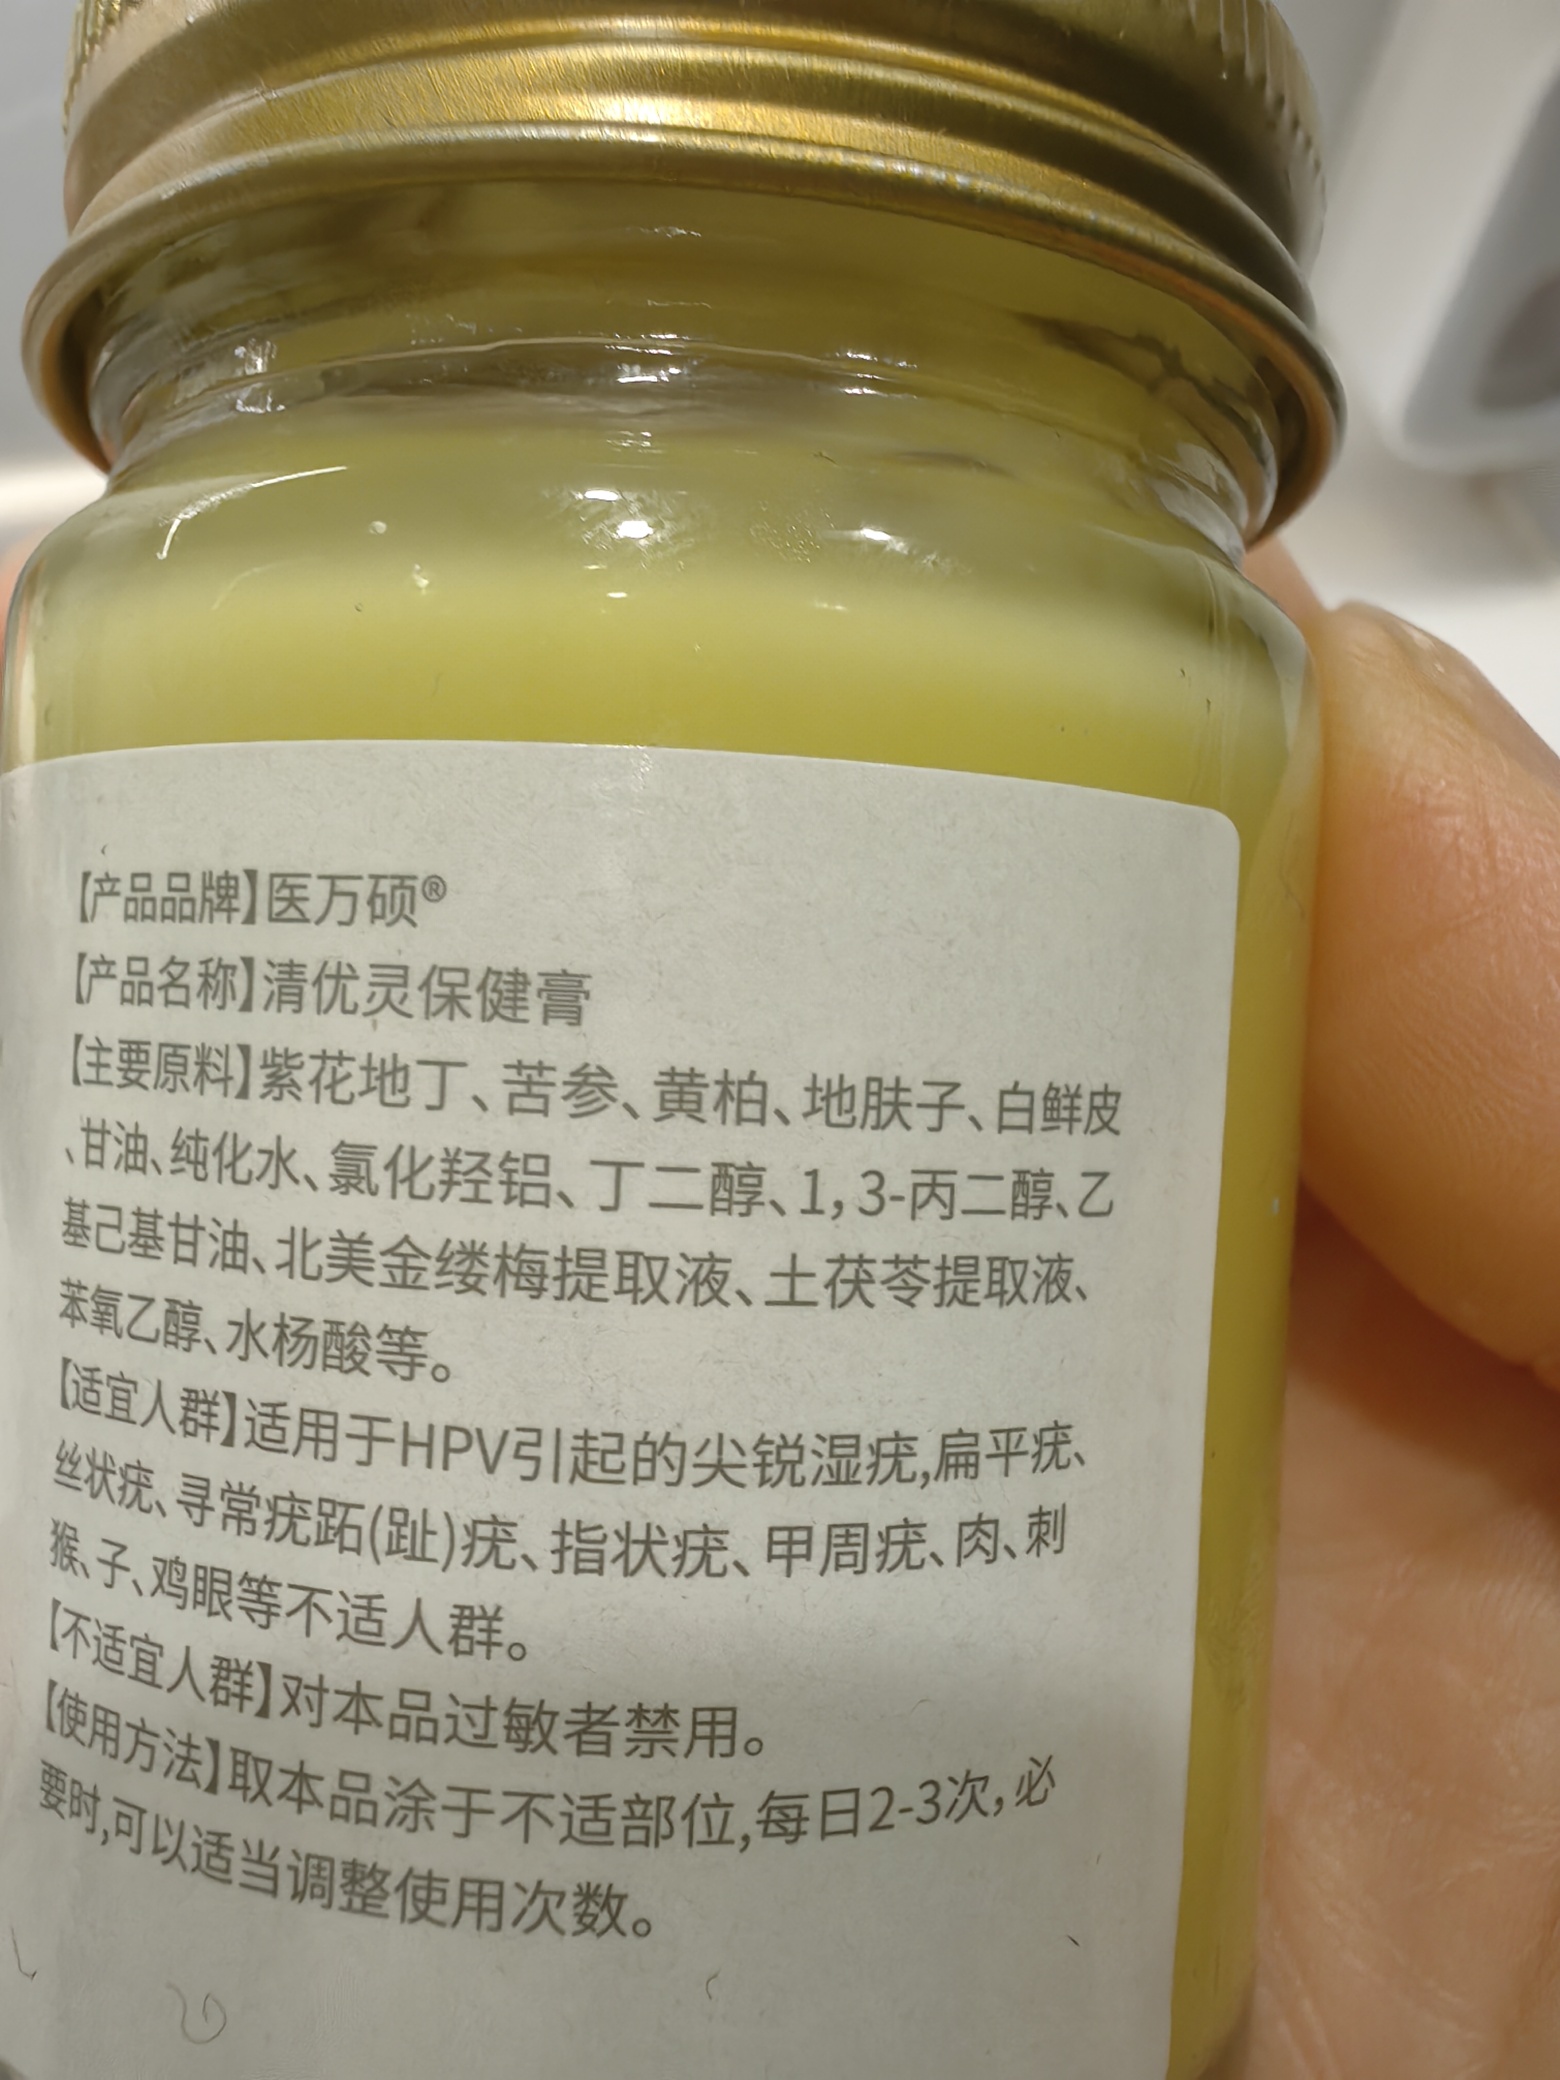 【产品品牌】医万硕®
【产品名称】清优灵保健膏
【主要原料】紫花地丁、苦参、黄柏、地肤子、白鲜皮
、甘油、纯化水、氯化羟铝、丁二醇、1,3-丙二醇、乙
基己基甘油、北美金缕梅提取液、土茯苓提取液、
苯氧乙醇、水杨酸等。
【适宜人群】适用于HPV引起的尖锐湿疣,扁平疣、
丝状疣、寻常疣跖(趾)疣、指状疣、甲周疣、肉、刺
猴、子、鸡眼等不适人群。
【不适宜人群】对本品过敏者禁用。
【使用方法】取本品涂于不适部位,每日2-3次,必
要时,可以适当调整使用次数。